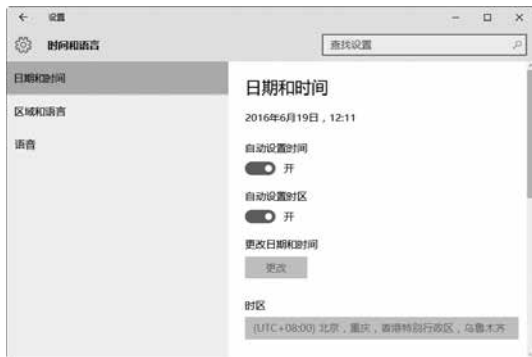 设置
时间和语言
查找设置
日期和时间
区域和语言
语音
日期和时间
2016年6月19日，12:11
自动设置时间
开
自动设置时区
开
更改日期和时间
更改
时区
(UTC+08:00) 北京，重庆，香港特别行政区，乌鲁木齐